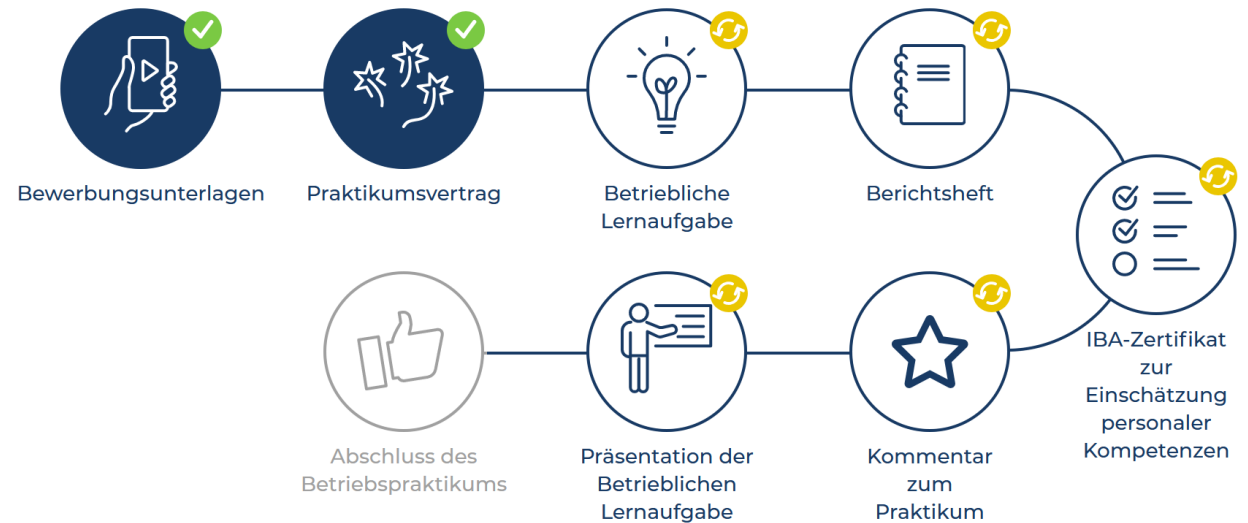 Bewerbungsunterlagen
Praktikumsvertrag
Betriebliche
Lernaufgabe
Berichtsheft
IBA-Zertifikat
zur
Einschätzung
personaler
Kompetenzen
Kommentar
zum
Praktikum
Präsentation der
Betrieblichen
Lernaufgabe
Abschluss des
Betriebspraktikums